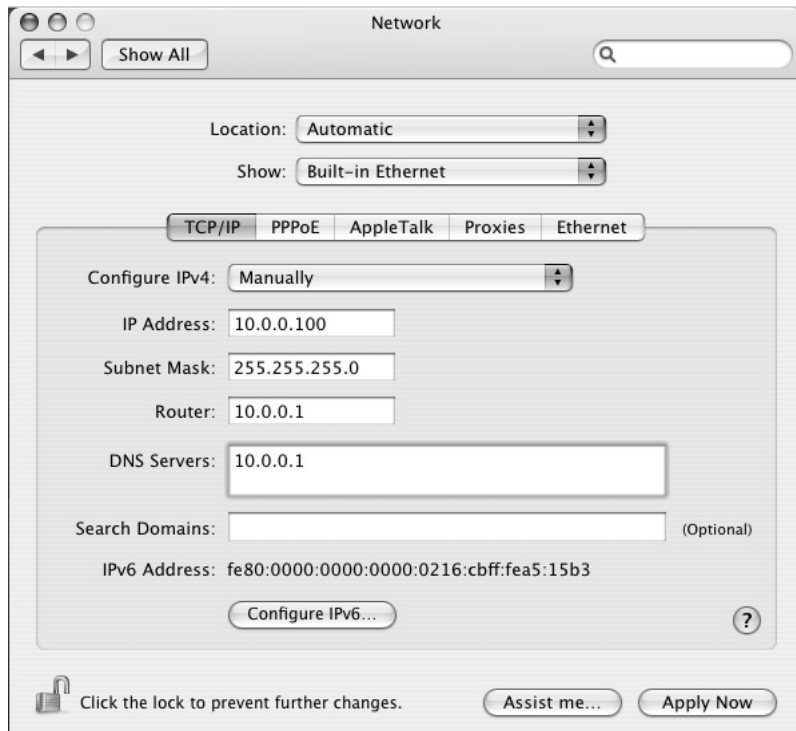 Network
Show All
Location: Automatic
Show: Built-in Ethernet
TCP/IP PPPoE AppleTalk Proxies Ethernet
Configure IPv4: Manually
IP Address: 10.0.0.100
Subnet Mask: 255.255.255.0
Router: 10.0.0.1
DNS Servers: 10.0.0.1
Search Domains: (Optional)
IPv6 Address: fe80:0000:0000:0000:0216:cbff:fea5:15b3
Configure IPv6...
?
Click the lock to prevent further changes. Assist me... Apply Now